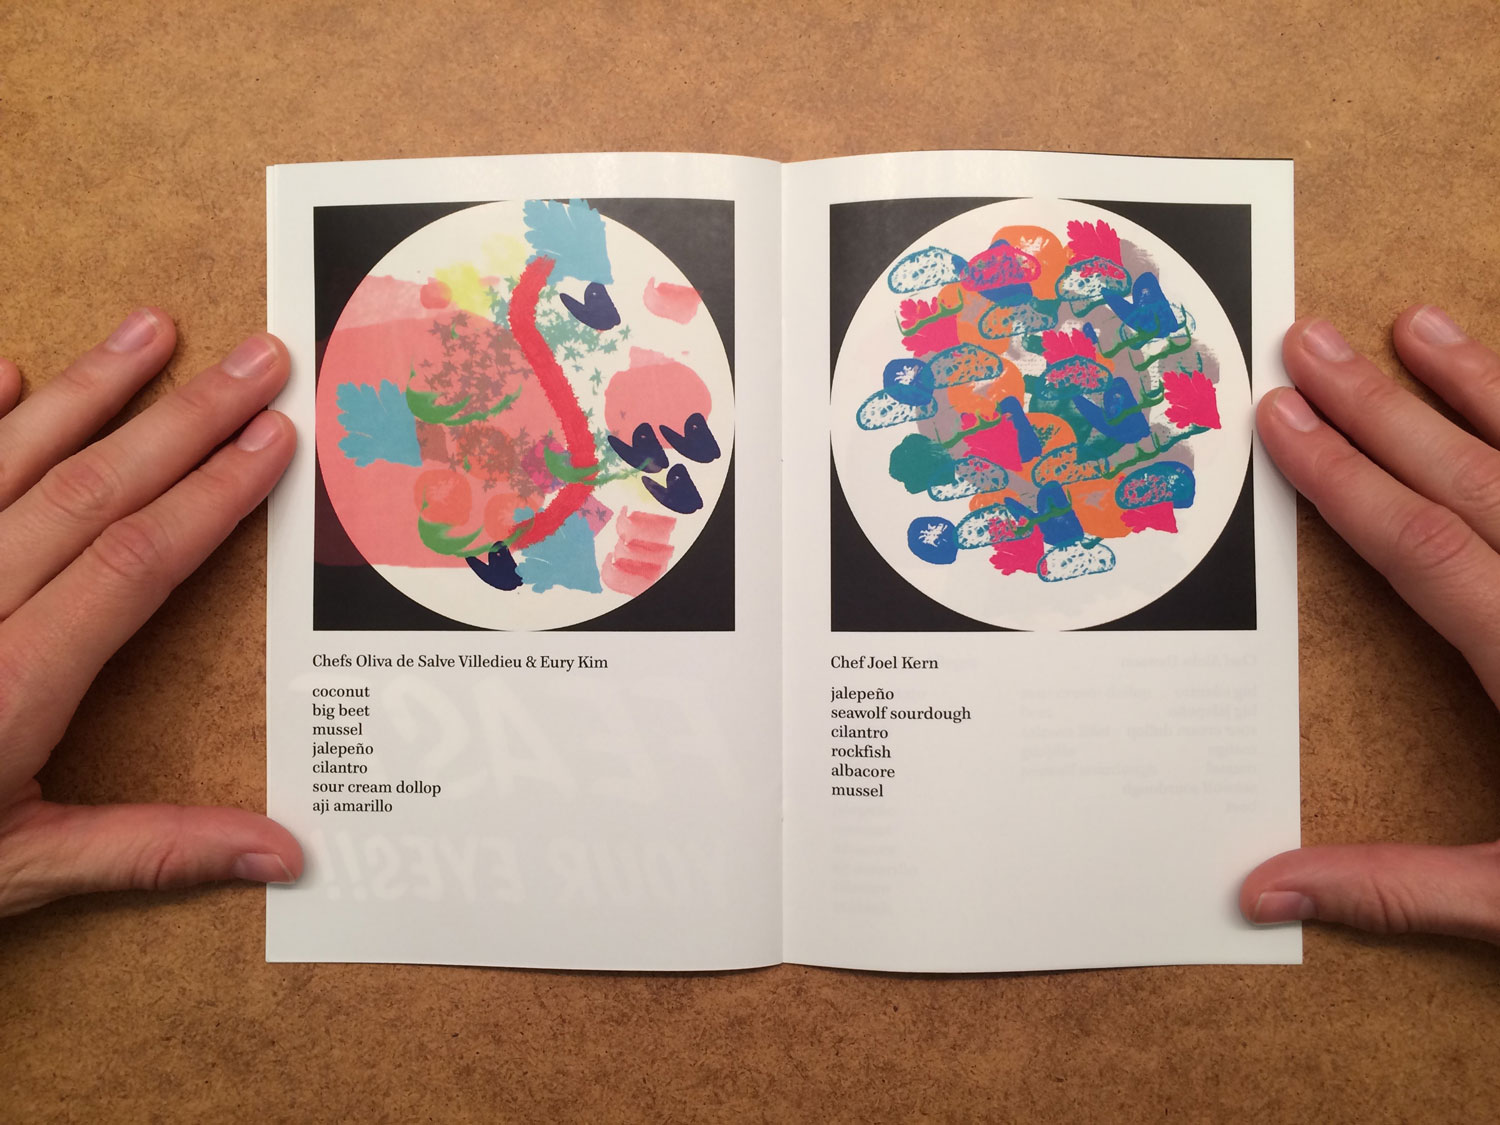 Chefs Oliva de Salve Villedieu & Eury Kim
coconut
big beet
mussel
jalepeño
cilantro
sour cream dollop
aji amarillo
Chef Joel Kern
jalepeño
seawolf sourdough
cilantro
rockfish
albacore
mussel